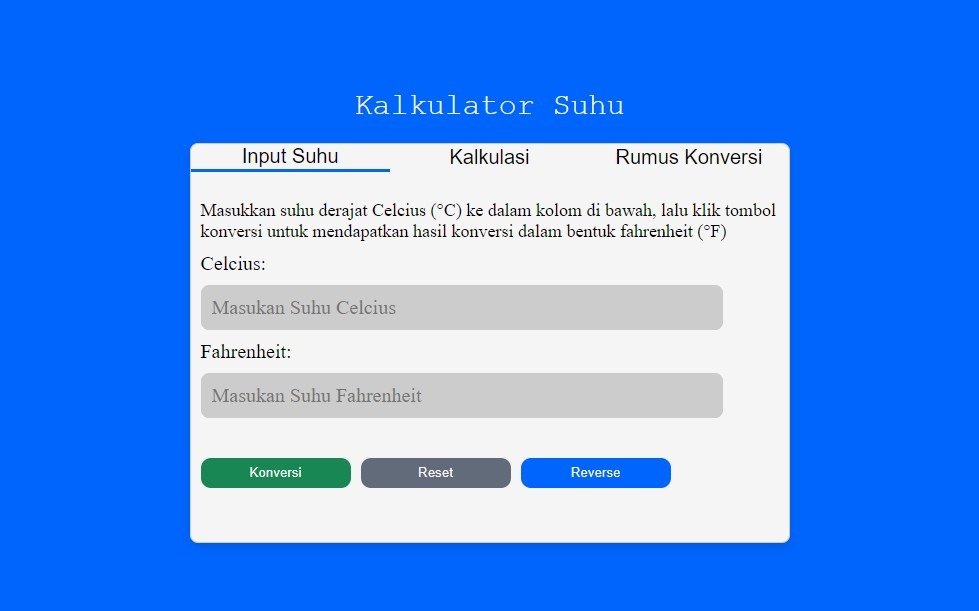 Kalkulator Suhu
Input Suhu Kalkulasi Rumus Konversi
Masukkan suhu derajat Celcius (°C) ke dalam kolom di bawah, lalu klik tombol
konversi untuk mendapatkan hasil konversi dalam bentuk fahrenheit (°F)
Celcius:
Masukan Suhu Celcius
Fahrenheit:
Masukan Suhu Fahrenheit
Konversi Reset Reverse